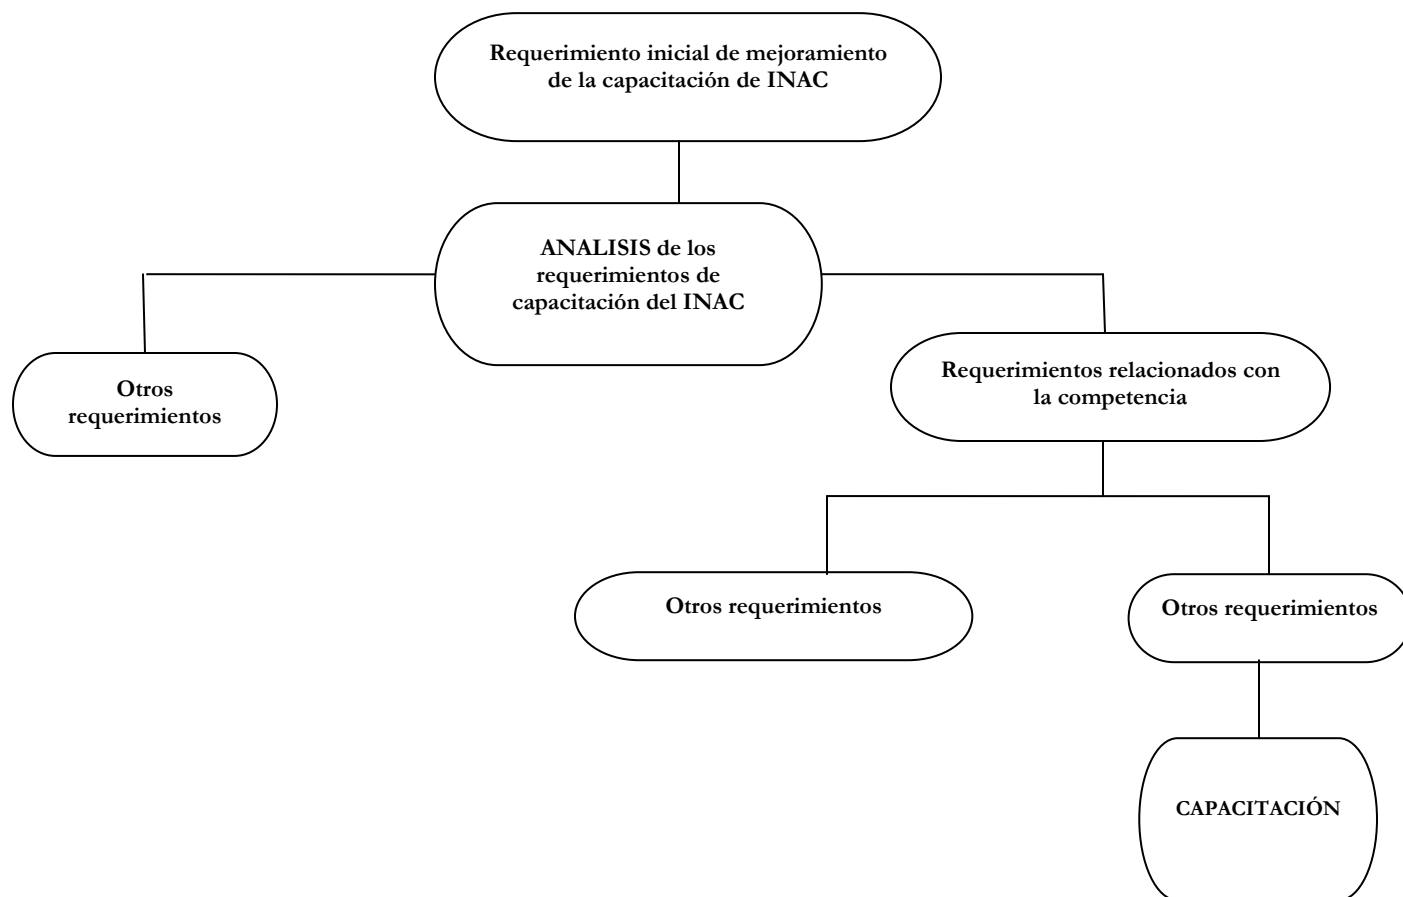 Requerimiento inicial de mejoramiento
de la capacitación de INAC
ANALISIS de los
requerimientos de
capacitación del INAC
Otros
requerimientos
Requerimientos relacionados con
la competencia
Otros requerimientos
Otros requerimientos
CAPACITACIÓN